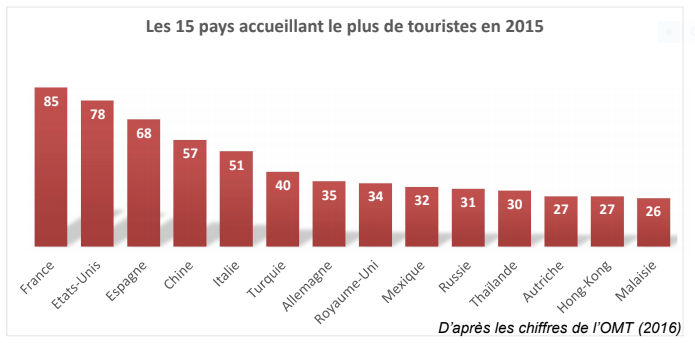 Les 15 pays accueillant le plus de touristes en 2015
85
78
68
57
51
40
35
34
32
31
30
27
27
26
France
Etats-Unis
Espagne
Chine
Italie
Turquie
Allemagne
Royaume-Uni
Mexique
Russie
Thaïlande
Autriche
Hong-Kong
Malaisie
D'après les chiffres de l'OMT (2016)